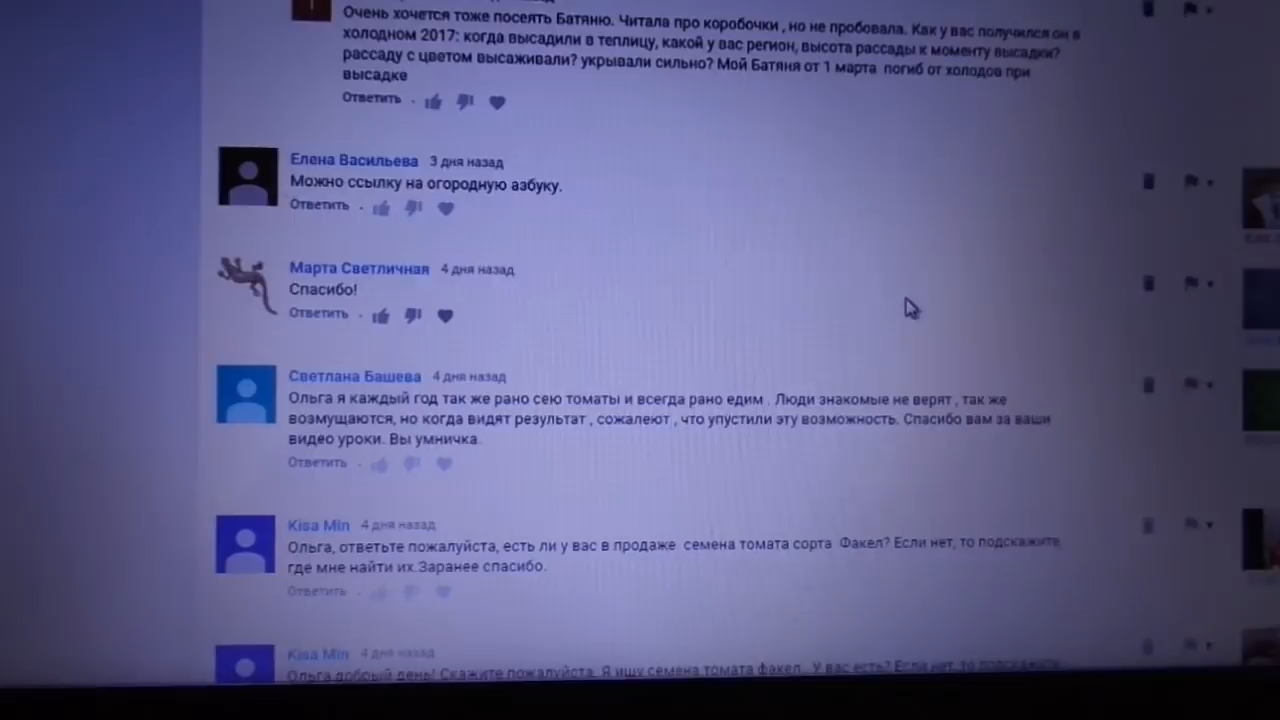 Очень хочется тоже посеять Батяню. Читала про коробочки , но не пробовала. Как у вас получился он в
холодном 2017: когда высадили в теплицу, какой у вас регион, высота рассады к моменту высадки?
рассаду с цветом высаживали? укрывали сильно? Мой Батяня от 1 марта погиб от холодов при
высадке
Ответить
Елена Васильева 3 дня назад
Можно ссылку на огородную азбуку.
Ответить
Марта Светличная 4 дня назад
Спасибо!
Ответить
Светлана Башева 4 дня назад
Ольга я каждый год так же рано сею томаты и всегда рано едим . Люди знакомые не верят , так же
возмущаются, но когда видят результат , сожалеют , что упустили эту возможность. Спасибо вам за ваши
видео уроки. Вы умничка.
Ответить
Kisa Min 4 дня назад
Ольга, ответьте пожалуйста, есть ли у вас в продаже семена томата сорта Факел? Если нет, то подскажите
где мне найти их.Заранее спасибо.
Ответить
Kisa Min 4 дня назад
Ольга добрый день! Скажите пожалуйста. Я ищу семена томата факел . У вас есть? Если нет, то подскажите